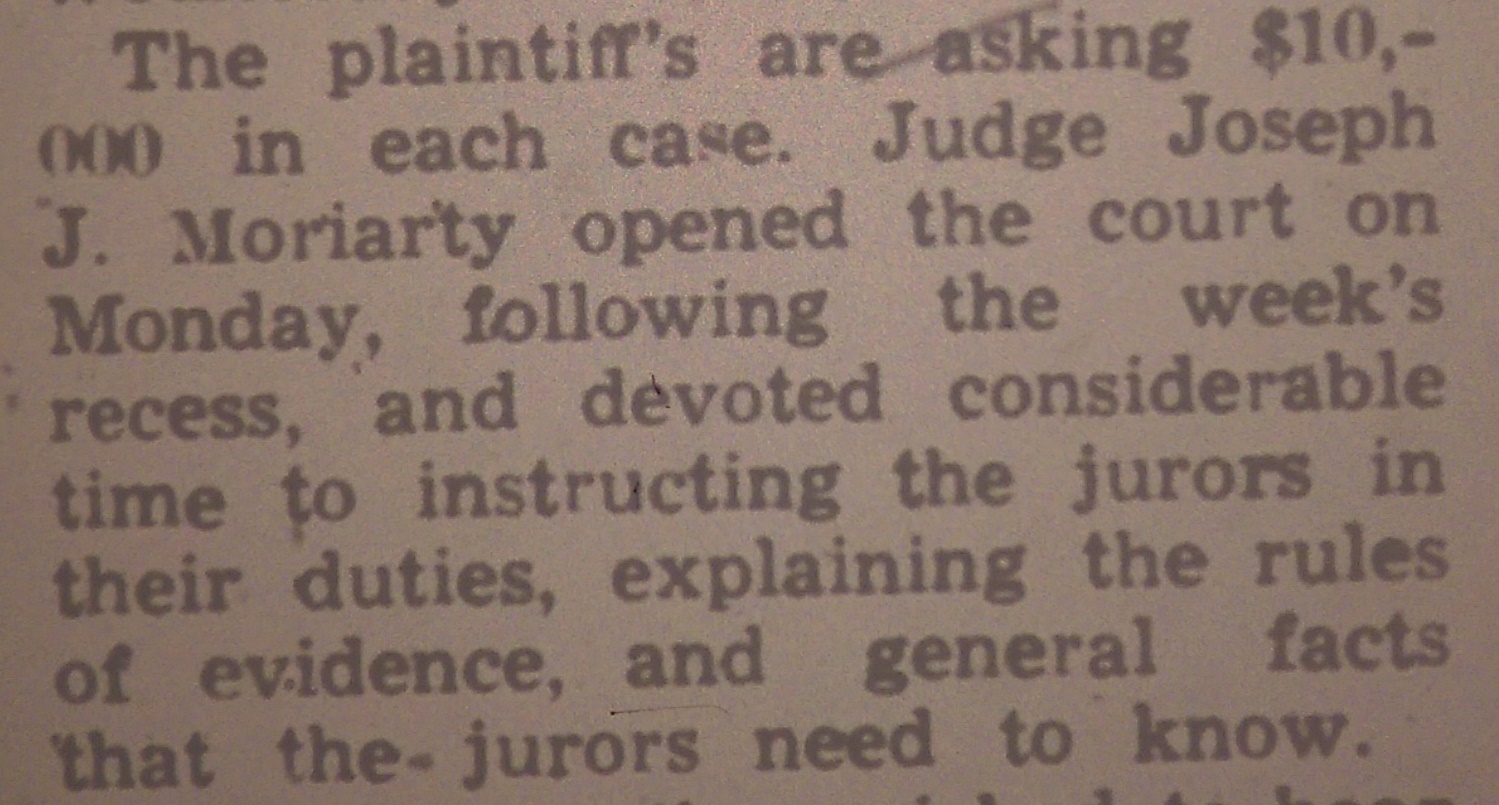 The plaintiff's are asking $10,-
000 in each case. Judge Joseph
J. Moriarty opened the court on
Monday, following the week's
recess, and devoted considerable
time to instructing the jurors in
their duties, explaining the rules
of evidence, and general facts
that the jurors need to know.